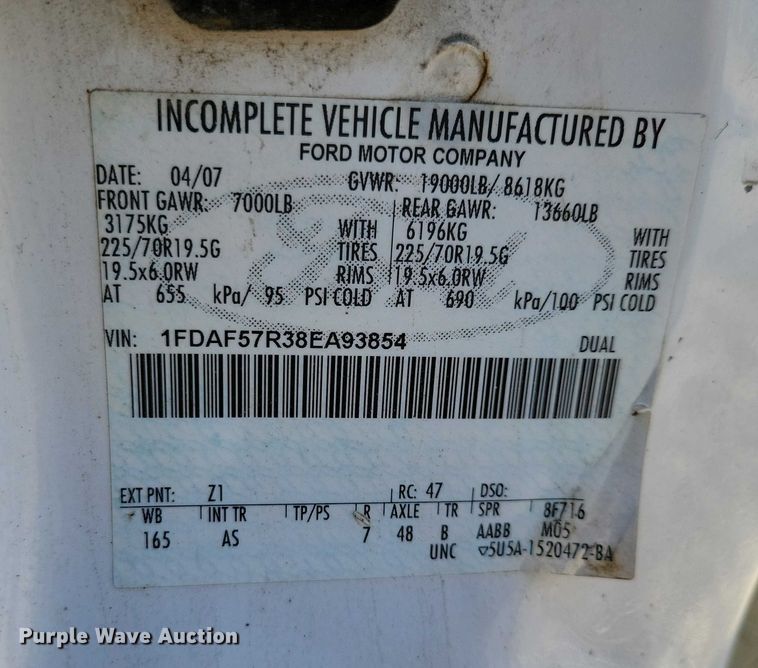 INCOMPLETE VEHICLE MANUFACTURED BY
FORD MOTOR COMPANY
DATE: 04/07 GVWR: 19000LB/ 8618KG
FRONT GAWR: 7000LB REAR GAWR: 13660LB
3175KG WITH 6196KG WITH
225/70R19.5G TIRES 225/70R19.5G TIRES
19.5x6.0RW RIMS 19.5x6.0RW RIMS
AT 655 kPa/ 95 PSI COLD AT 690 kPa/100 PSI COLD
VIN: 1FDAF57R38EA93854 DUAL
EXT PNT: Z1 RC: 47 DSO:
WB INT TR TP/PS R AXLE TR SPR 8F716
165 AS 7 48 B AABB M05
UNC ▽5U5A-1520472-BA
Purple Wave Auction